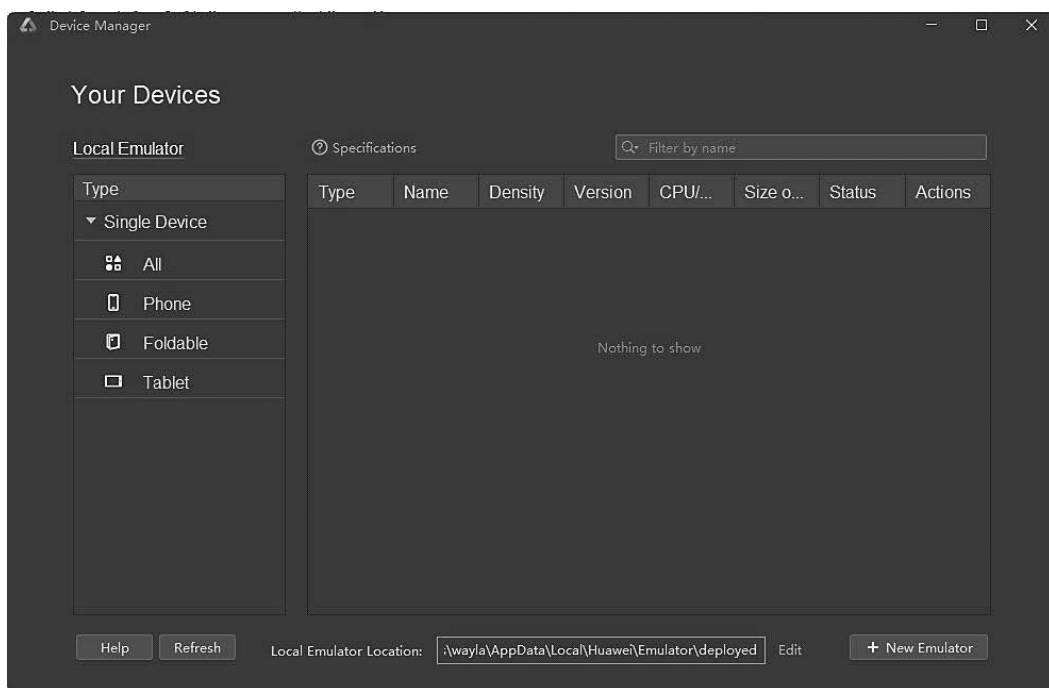 Device Manager
Your Devices
Local Emulator
Specifications
Filter by name
Type
Single Device
All
Phone
Foldable
Tablet
Type Name Density Version CPU/... Size o... Status Actions
Nothing to show
Help
Refresh
Local Emulator Location: :\wayla\AppData\Local\Huawei\Emulator\deployed Edit
+ New Emulator